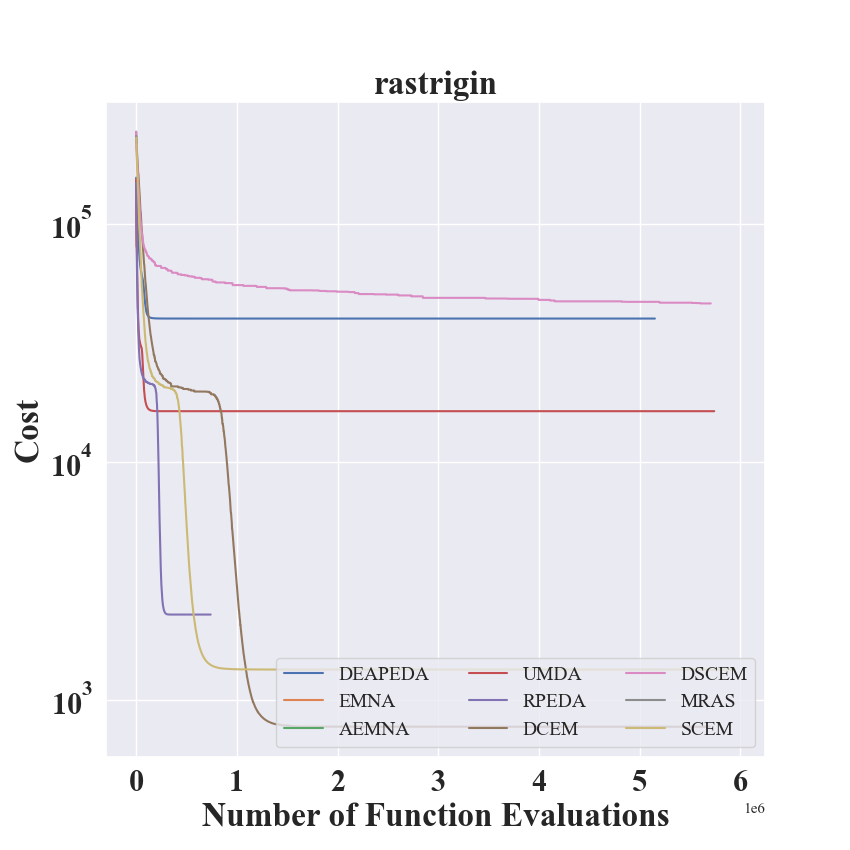 rastrigin
Cost
10^5
10^4
10^3
DEAPEDA
EMNA
AEMNA
UMDA
RPEDA
DCEM
DSCEM
MRAS
SCEM
0 1 2 3 4 5 6
1e6
Number of Function Evaluations